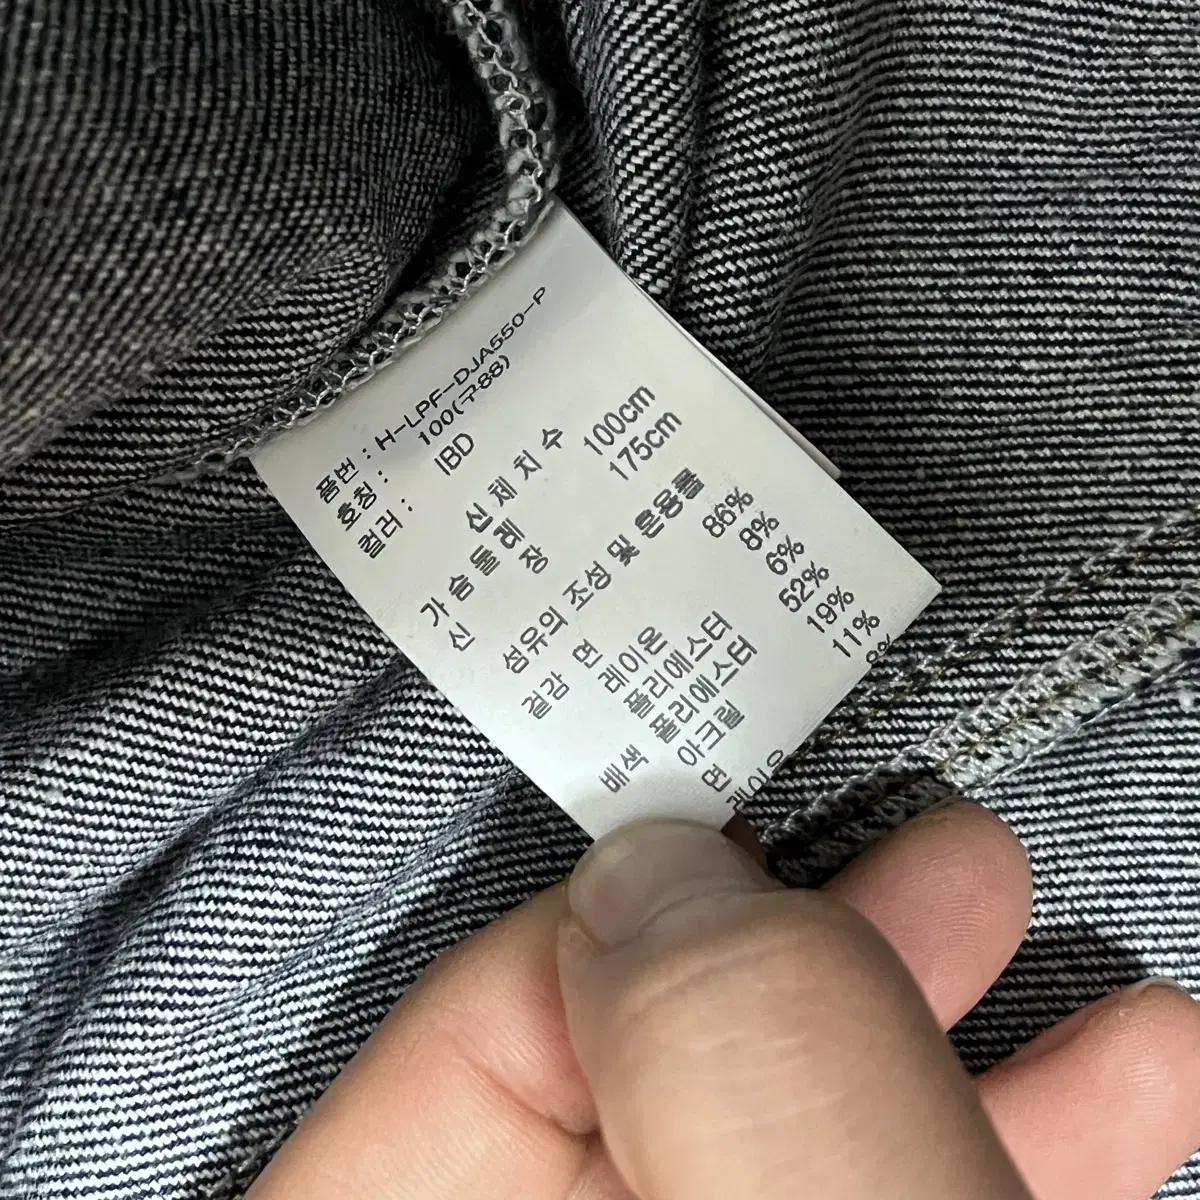 품번 : H-LPF-DJA550-P
호칭 : 100(구88)
컬러 : IBD
신체치수
가슴둘레 100cm
신장 175cm
섬유의 조성 및 혼용률
겉감 면 86%
레이온 8%
폴리에스터 6%
배색 폴리에스터 52%
아크릴 19%
면 11%
레이온